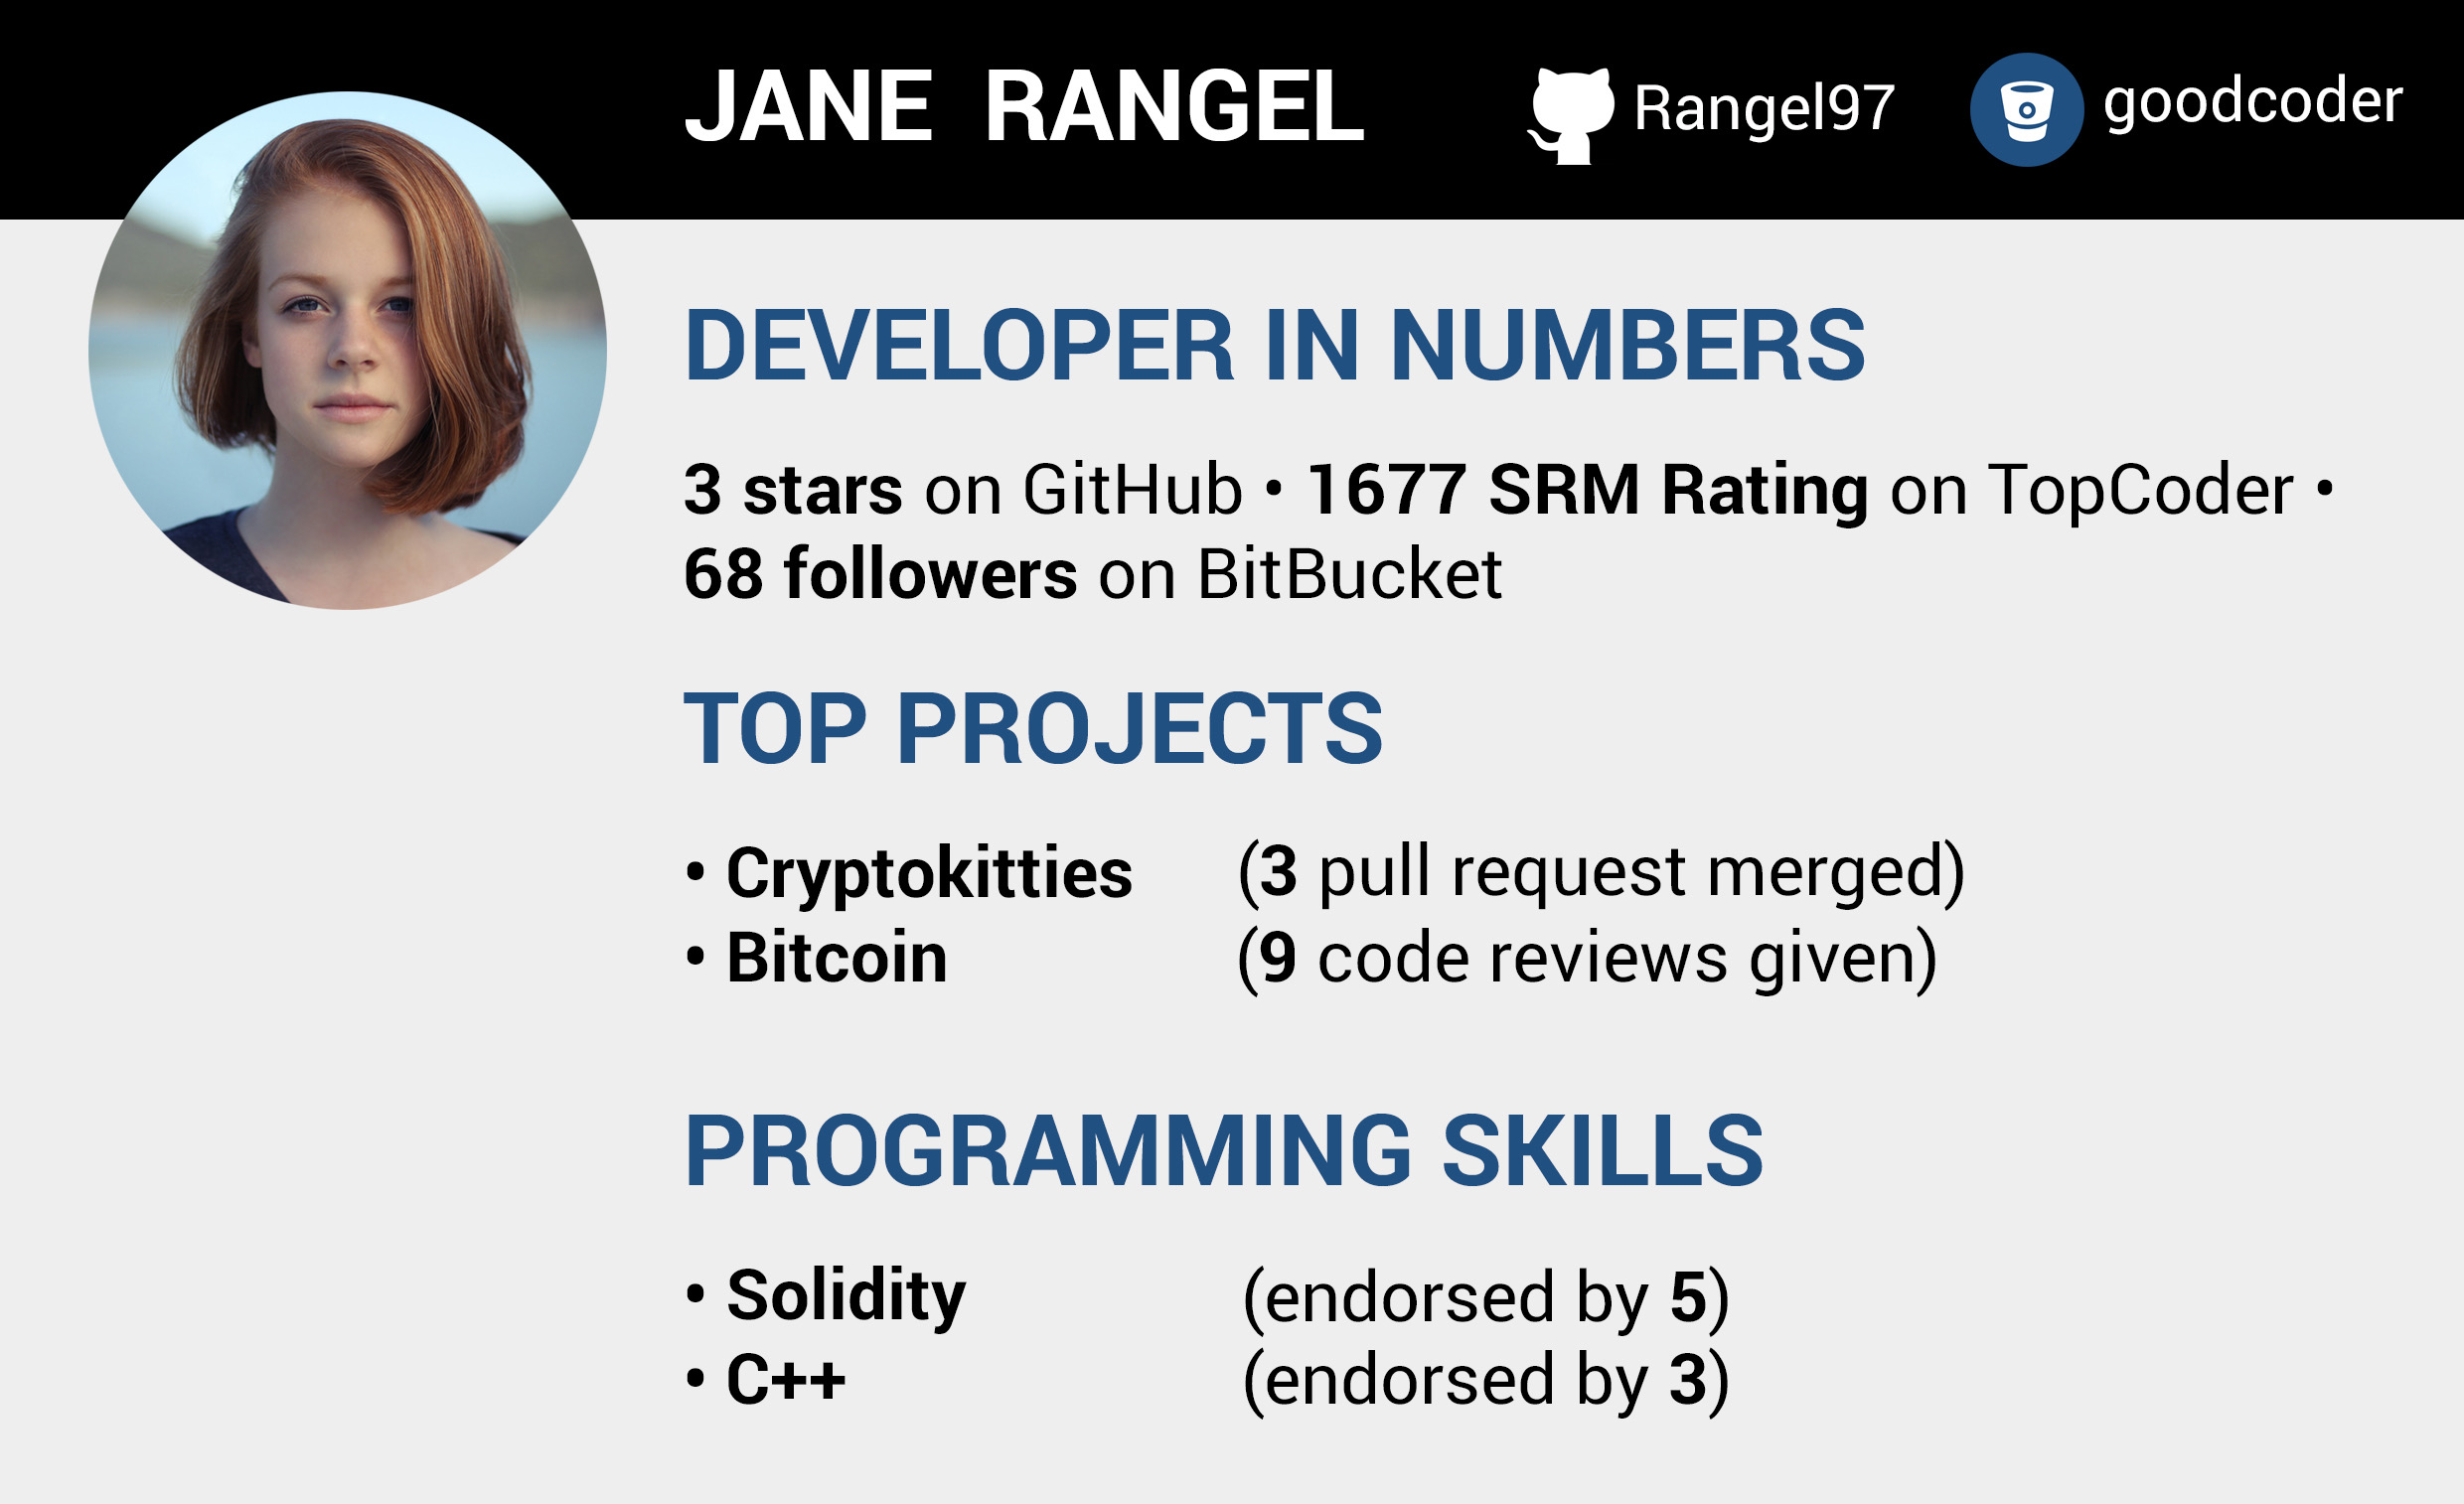 JANE RANGEL
Rangel97
goodcoder
DEVELOPER IN NUMBERS
3 stars on GitHub • 1677 SRM Rating on TopCoder •
68 followers on BitBucket
TOP PROJECTS
• Cryptokitties (3 pull request merged)
• Bitcoin (9 code reviews given)
PROGRAMMING SKILLS
• Solidity (endorsed by 5)
• C++ (endorsed by 3)